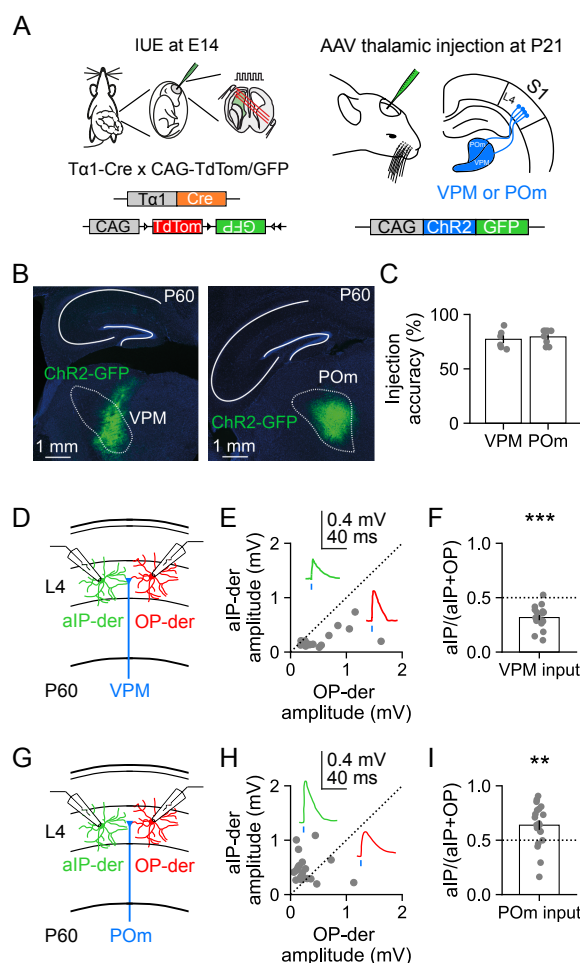 A
IUE at E14
AAV thalamic injection at P21
S1
L4
POm
VPM
Tα1-Cre x CAG-TdTom/GFP
VPM or POm
Tα1 Cre
CAG TdTom GFP
CAG ChR2 GFP
B
P60
ChR2-GFP
VPM
1 mm
P60
POm
ChR2-GFP
1 mm
C
Injection
accuracy (%)
100
50
0
VPM POm
D
L4
aIP-der OP-der
P60 VPM
E
0.4 mV
40 ms
aIP-der
amplitude (mV)
2
1
0
0 1 2
OP-der
amplitude (mV)
F
***
aIP/(aIP+OP)
1.0
0.5
0.0
VPM input
G
L4
aIP-der OP-der
P60 POm
H
0.4 mV
40 ms
aIP-der
amplitude (mV)
2
1
0
0 1 2
OP-der
amplitude (mV)
I
**
aIP/(aIP+OP)
1.0
0.5
0.0
POm input